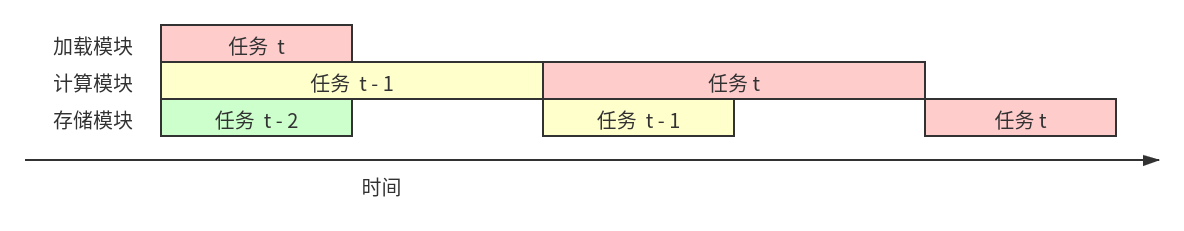 加载模块 任务 t
计算模块 任务 t - 1 任务 t
存储模块 任务 t - 2 任务 t - 1 任务 t
时间